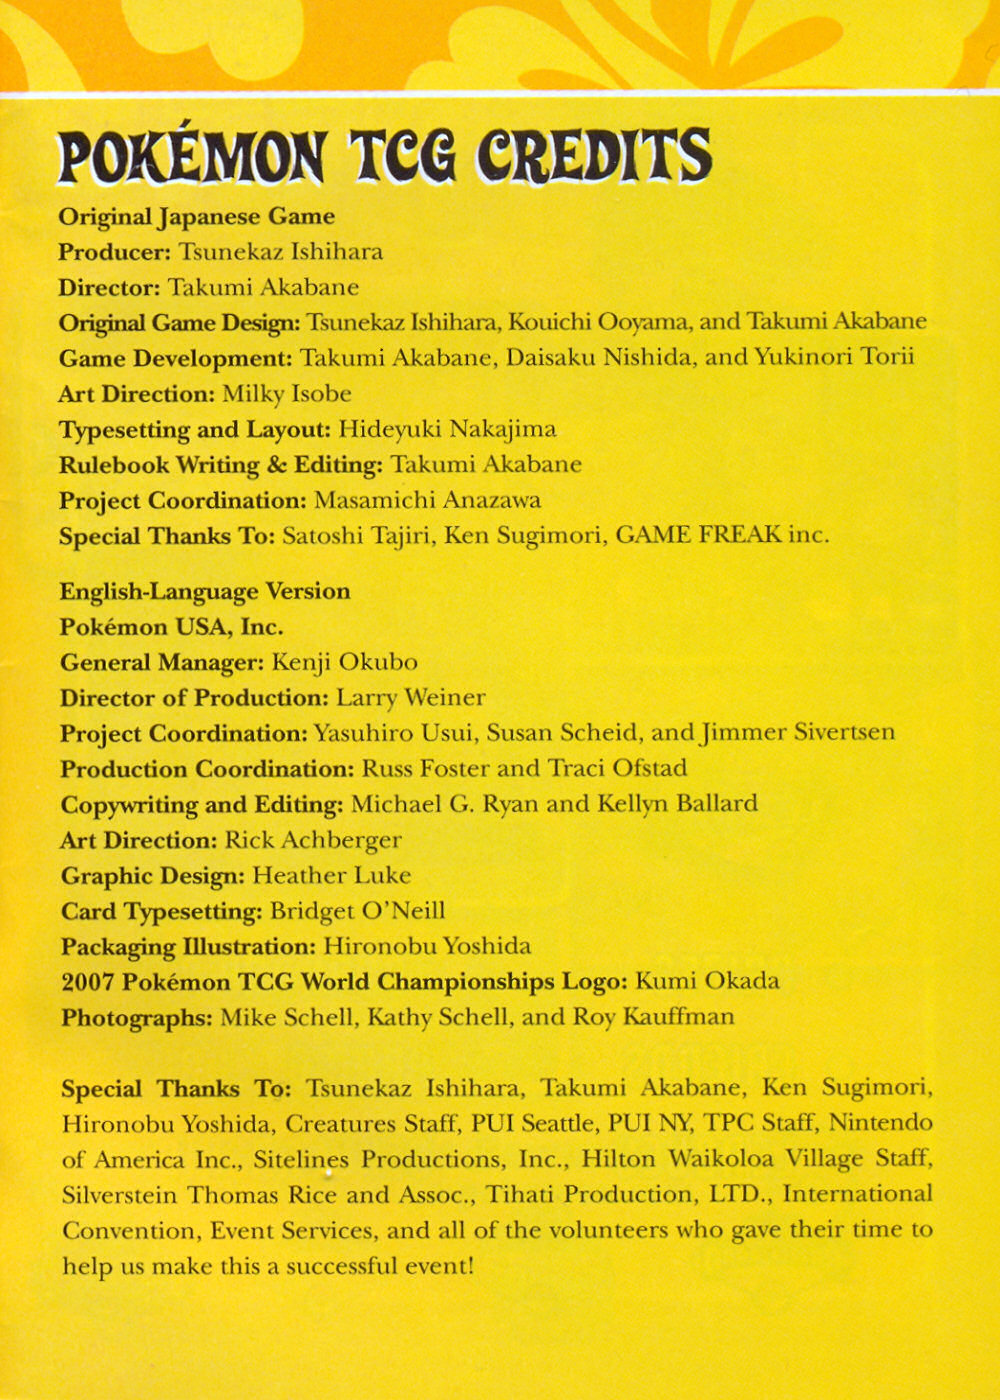 POKÉMON TCG CREDITS
Original Japanese Game
Producer: Tsunekaz Ishihara
Director: Takumi Akabane
Original Game Design: Tsunekaz Ishihara, Kouichi Ooyama, and Takumi Akabane
Game Development: Takumi Akabane, Daisaku Nishida, and Yukinori Torii
Art Direction: Milky Isobe
Typesetting and Layout: Hideyuki Nakajima
Rulebook Writing & Editing: Takumi Akabane
Project Coordination: Masamichi Anazawa
Special Thanks To: Satoshi Tajiri, Ken Sugimori, GAME FREAK inc.
English-Language Version
Pokémon USA, Inc.
General Manager: Kenji Okubo
Director of Production: Larry Weiner
Project Coordination: Yasuhiro Usui, Susan Scheid, and Jimmer Sivertsen
Production Coordination: Russ Foster and Traci Ofstad
Copywriting and Editing: Michael G. Ryan and Kellyn Ballard
Art Direction: Rick Achberger
Graphic Design: Heather Luke
Card Typesetting: Bridget O'Neill
Packaging Illustration: Hironobu Yoshida
2007 Pokémon TCG World Championships Logo: Kumi Okada
Photographs: Mike Schell, Kathy Schell, and Roy Kauffman
Special Thanks To: Tsunekaz Ishihara, Takumi Akabane, Ken Sugimori,
Hironobu Yoshida, Creatures Staff, PUI Seattle, PUI NY, TPC Staff, Nintendo
of America Inc., Sitelines Productions, Inc., Hilton Waikoloa Village Staff,
Silverstein Thomas Rice and Assoc., Tihati Production, LTD., International
Convention, Event Services, and all of the volunteers who gave their time to
help us make this a successful event!